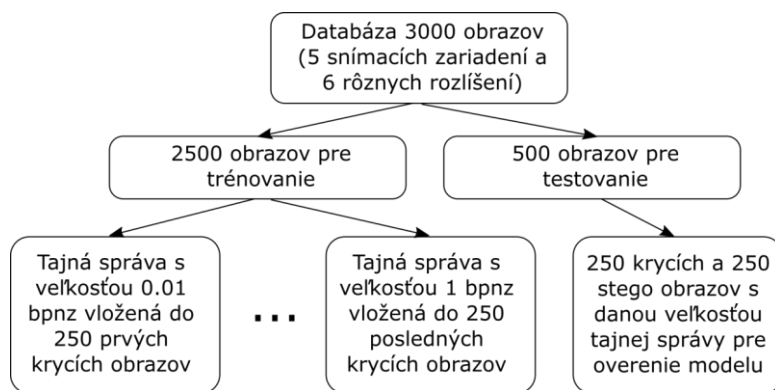 Databáza 3000 obrazov
(5 snímacích zariadení a
6 rôznych rozlíšení)
2500 obrazov pre
trénovanie
500 obrazov pre
testovanie
Tajná správa s
veľkosťou 0.01
bpnz vložená do
250 prvých
krycích obrazov
...
Tajná správa s
veľkosťou 1 bpnz
vložená do 250
posledných
krycích obrazov
250 krycích a 250
stego obrazov s
danou veľkosťou
tajnej správy pre
overenie modelu